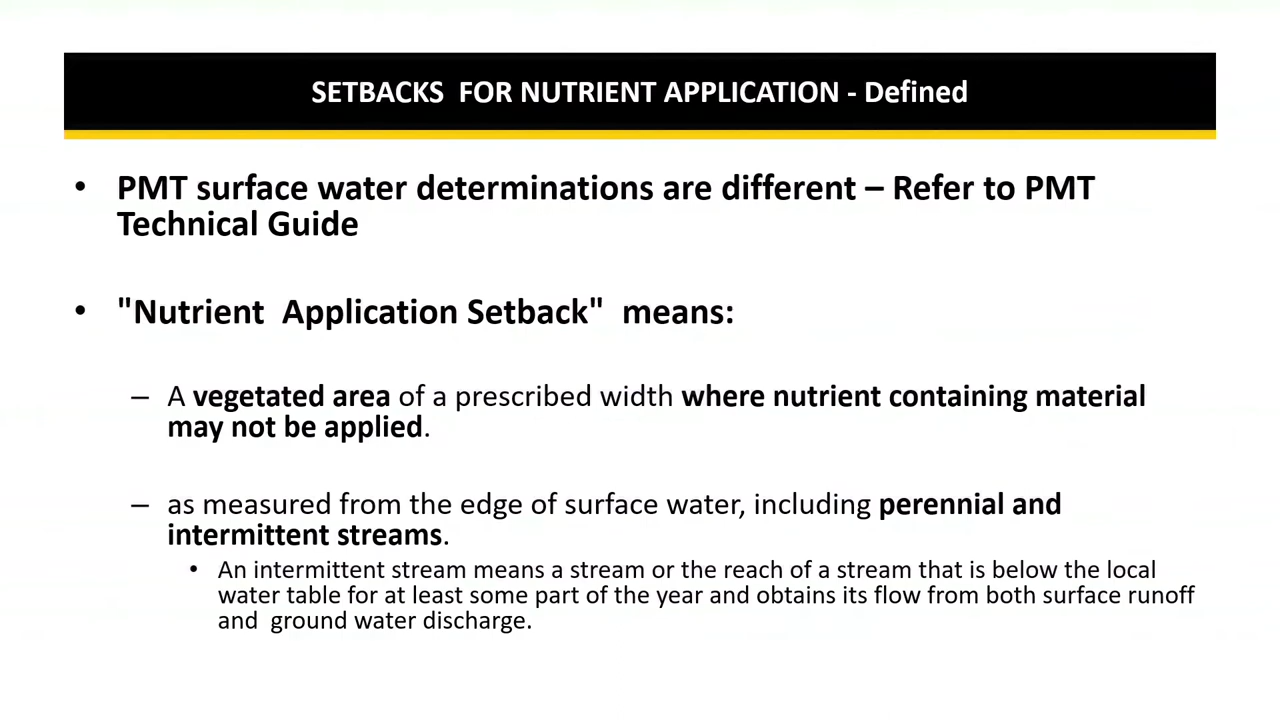 SETBACKS  FOR NUTRIENT APPLICATION - Defined
• PMT surface water determinations are different – Refer to PMT
Technical Guide
• "Nutrient  Application Setback"  means:
– A vegetated area of a prescribed width where nutrient containing material
may not be applied.
– as measured from the edge of surface water, including perennial and
intermittent streams.
• An intermittent stream means a stream or the reach of a stream that is below the local
water table for at least some part of the year and obtains its flow from both surface runoff
and  ground water discharge.